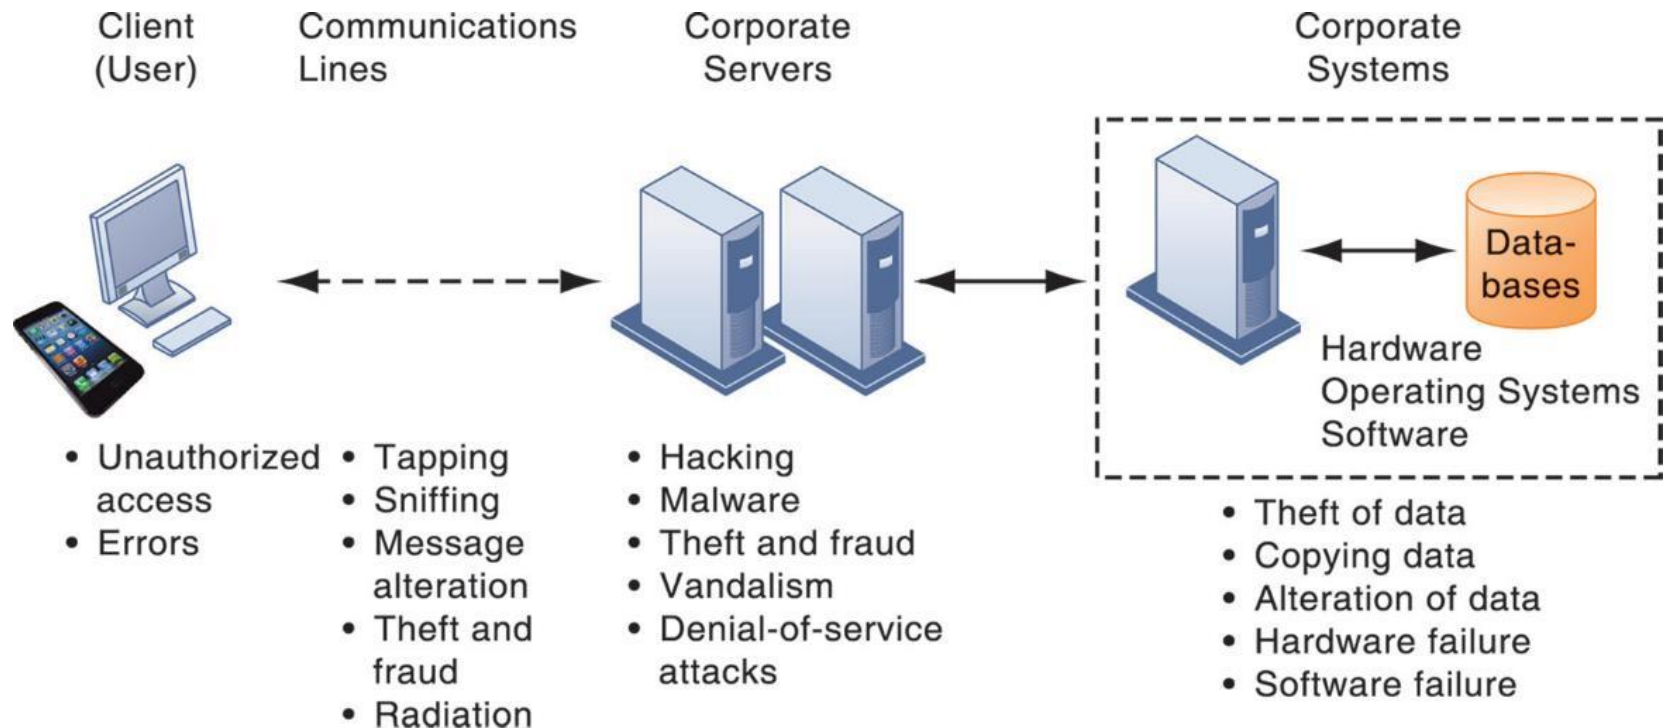 Client
(User)
Communications
Lines
Corporate
Servers
Corporate
Systems
Data-
bases
Hardware
Operating Systems
Software
• Unauthorized
access
• Errors
• Tapping
• Sniffing
• Message
alteration
• Theft and
fraud
• Radiation
• Hacking
• Malware
• Theft and fraud
• Vandalism
• Denial-of-service
attacks
• Theft of data
• Copying data
• Alteration of data
• Hardware failure
• Software failure